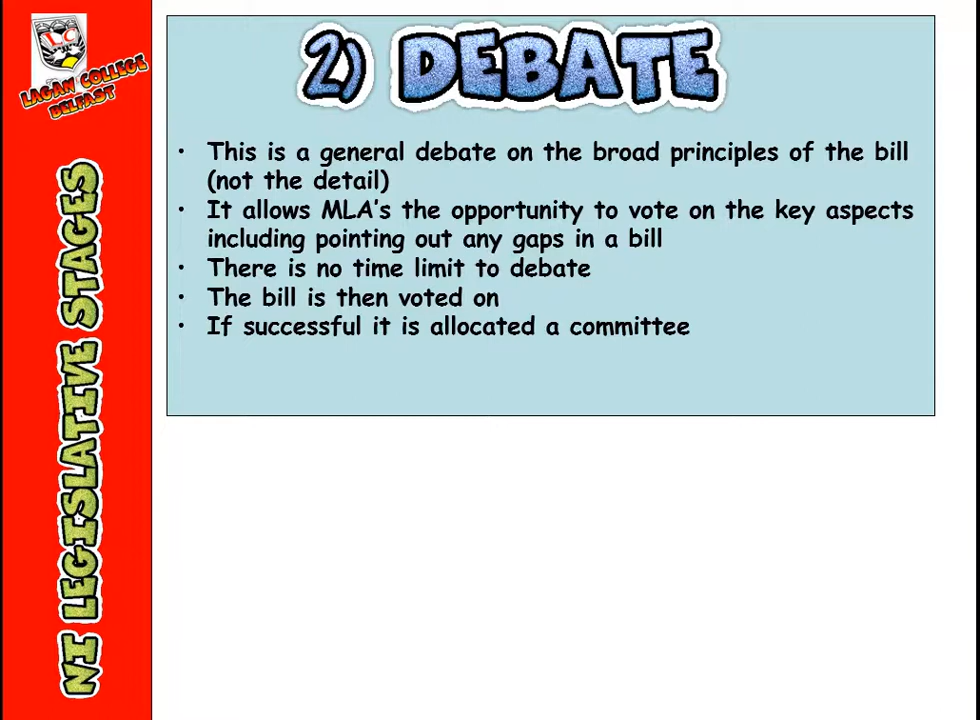 LC
LAGAN COLLEGE
BELFAST
NI LEGISLATIVE STAGES
2) DEBATE
• This is a general debate on the broad principles of the bill
(not the detail)
• It allows MLA's the opportunity to vote on the key aspects
including pointing out any gaps in a bill
• There is no time limit to debate
• The bill is then voted on
• If successful it is allocated a committee